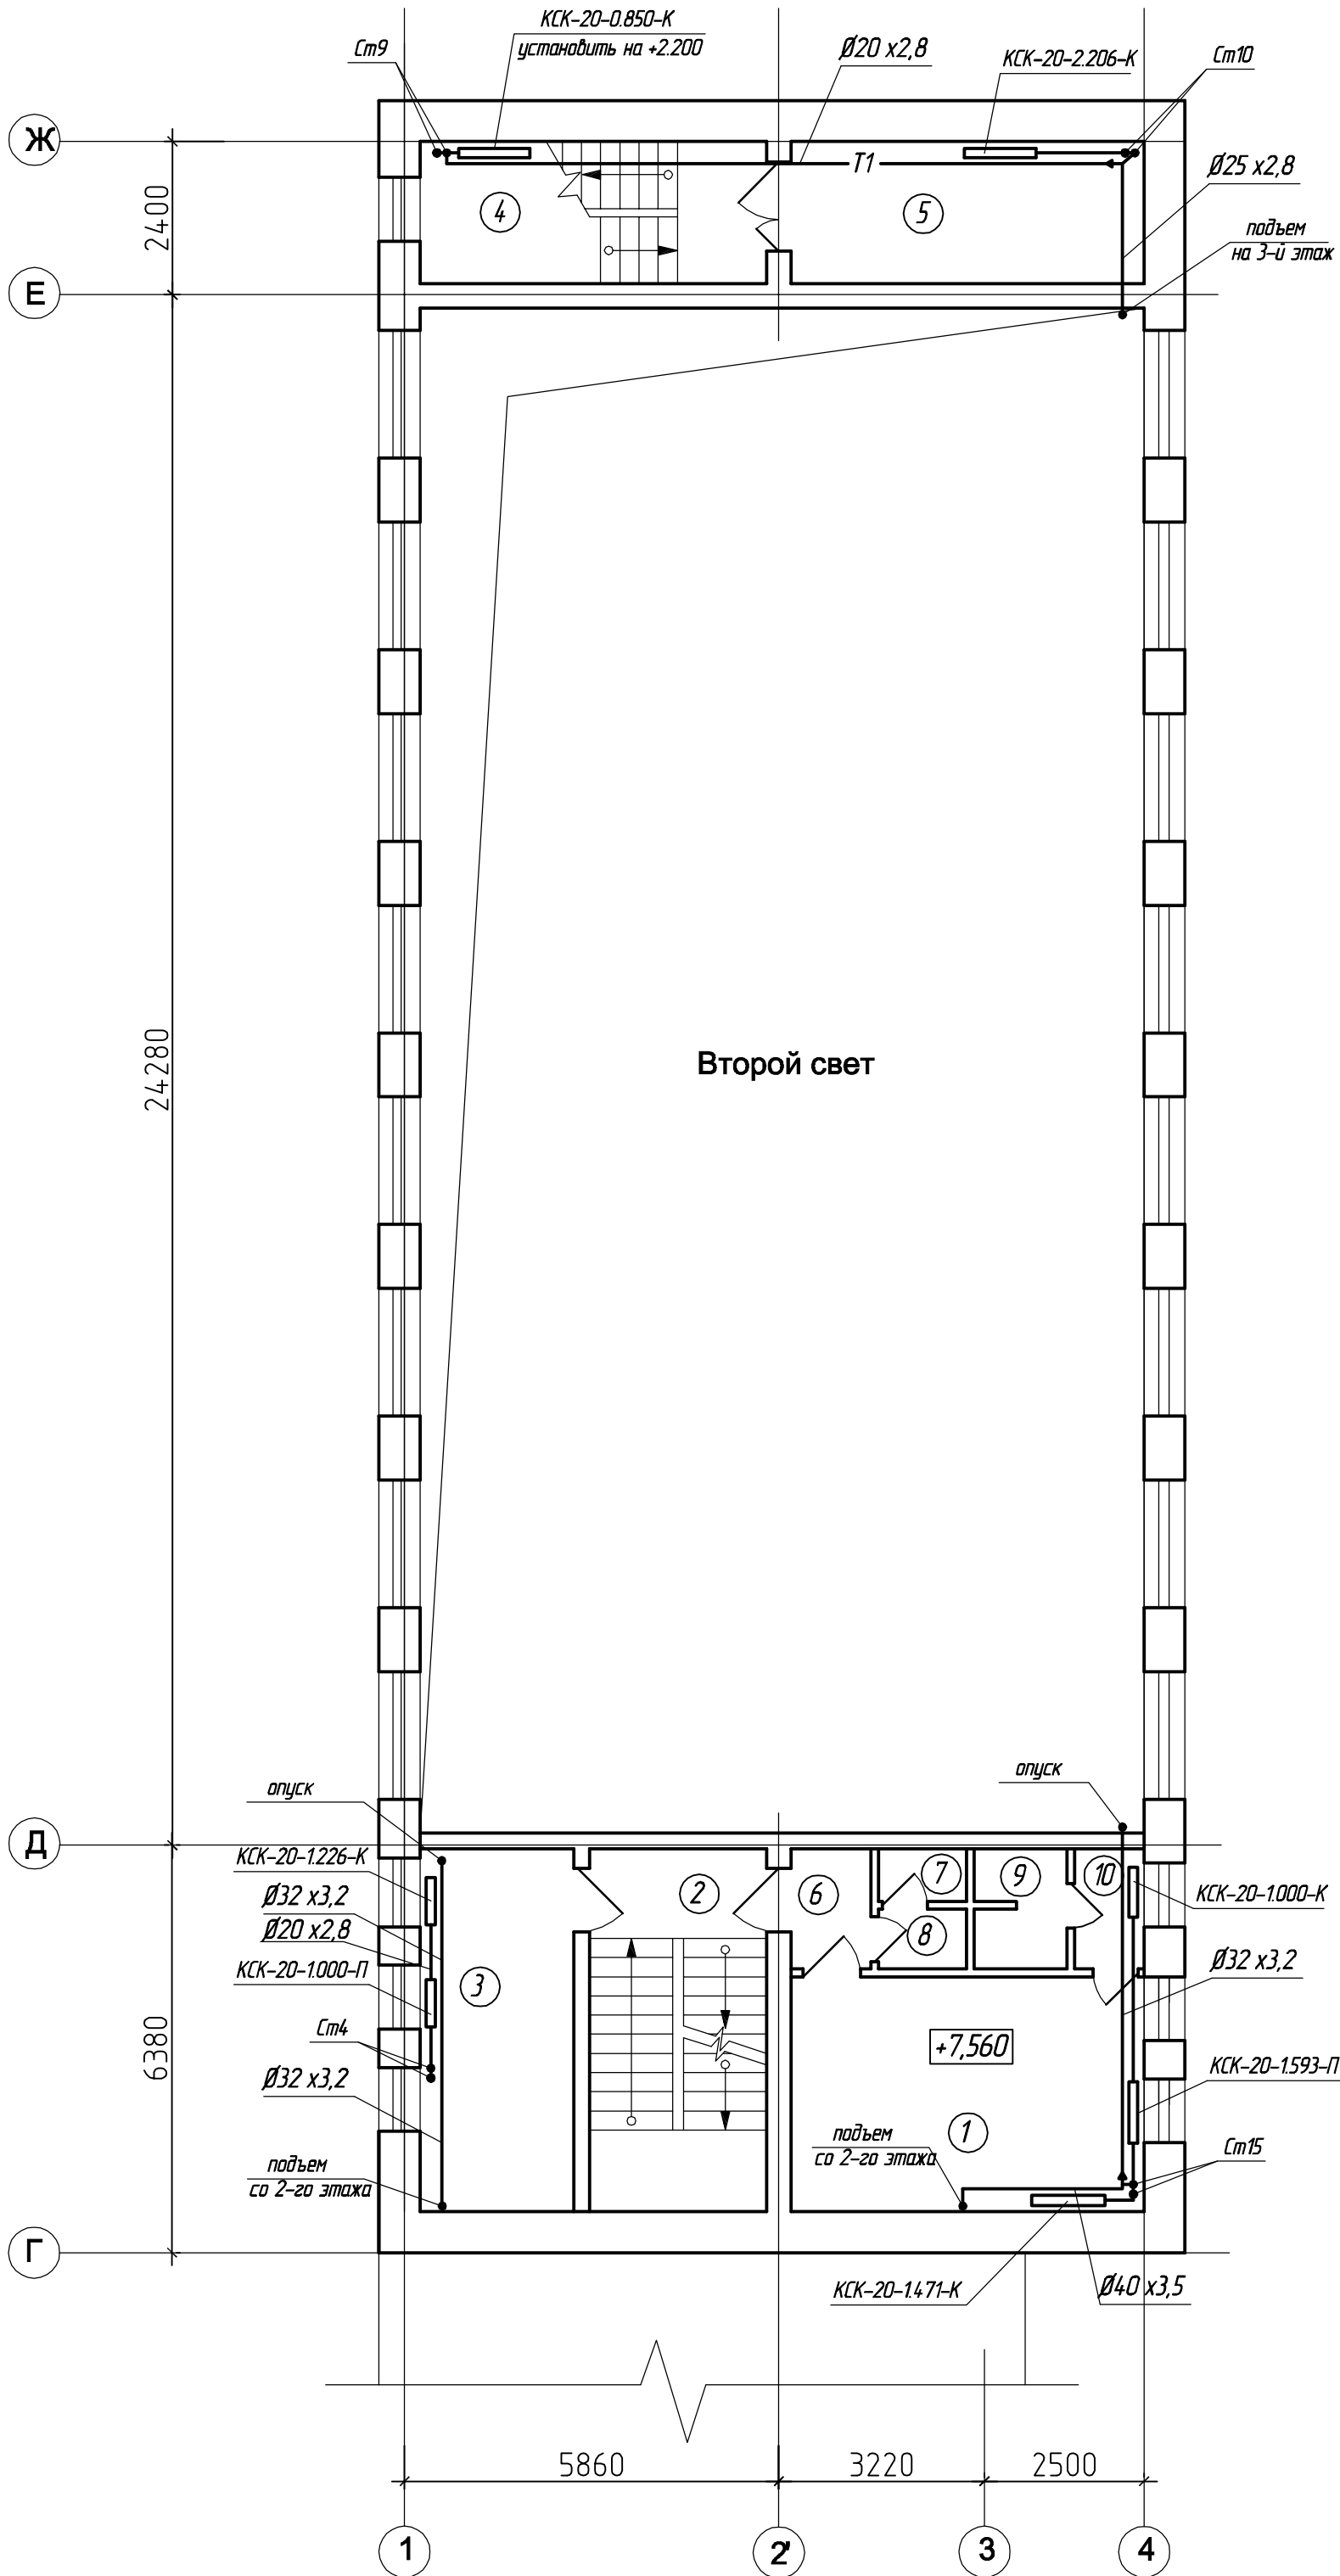 КСК-20-0.850-К
установить на +2.200
Ст9
Ø20 x2,8
КСК-20-2.206-К
Ст10
Ж
Т1
Ø25 x2,8
2400
4
5
подъем
на 3-й этаж
Е
24280
Второй свет
опуск
опуск
Д
КСК-20-1.226-К
Ø32 x3,2
Ø20 x2,8
КСК-20-1.000-П
2
6
7
9
10
КСК-20-1.000-К
8
3
Ø32 x3,2
Ст4
+7,560
6380
Ø32 x3,2
КСК-20-1.593-П
1
подъем
со 2-го этажа
Ст15
подъем
со 2-го этажа
Г
КСК-20-1.471-К
Ø40 x3,5
5860
3220
2500
1
2'
3
4